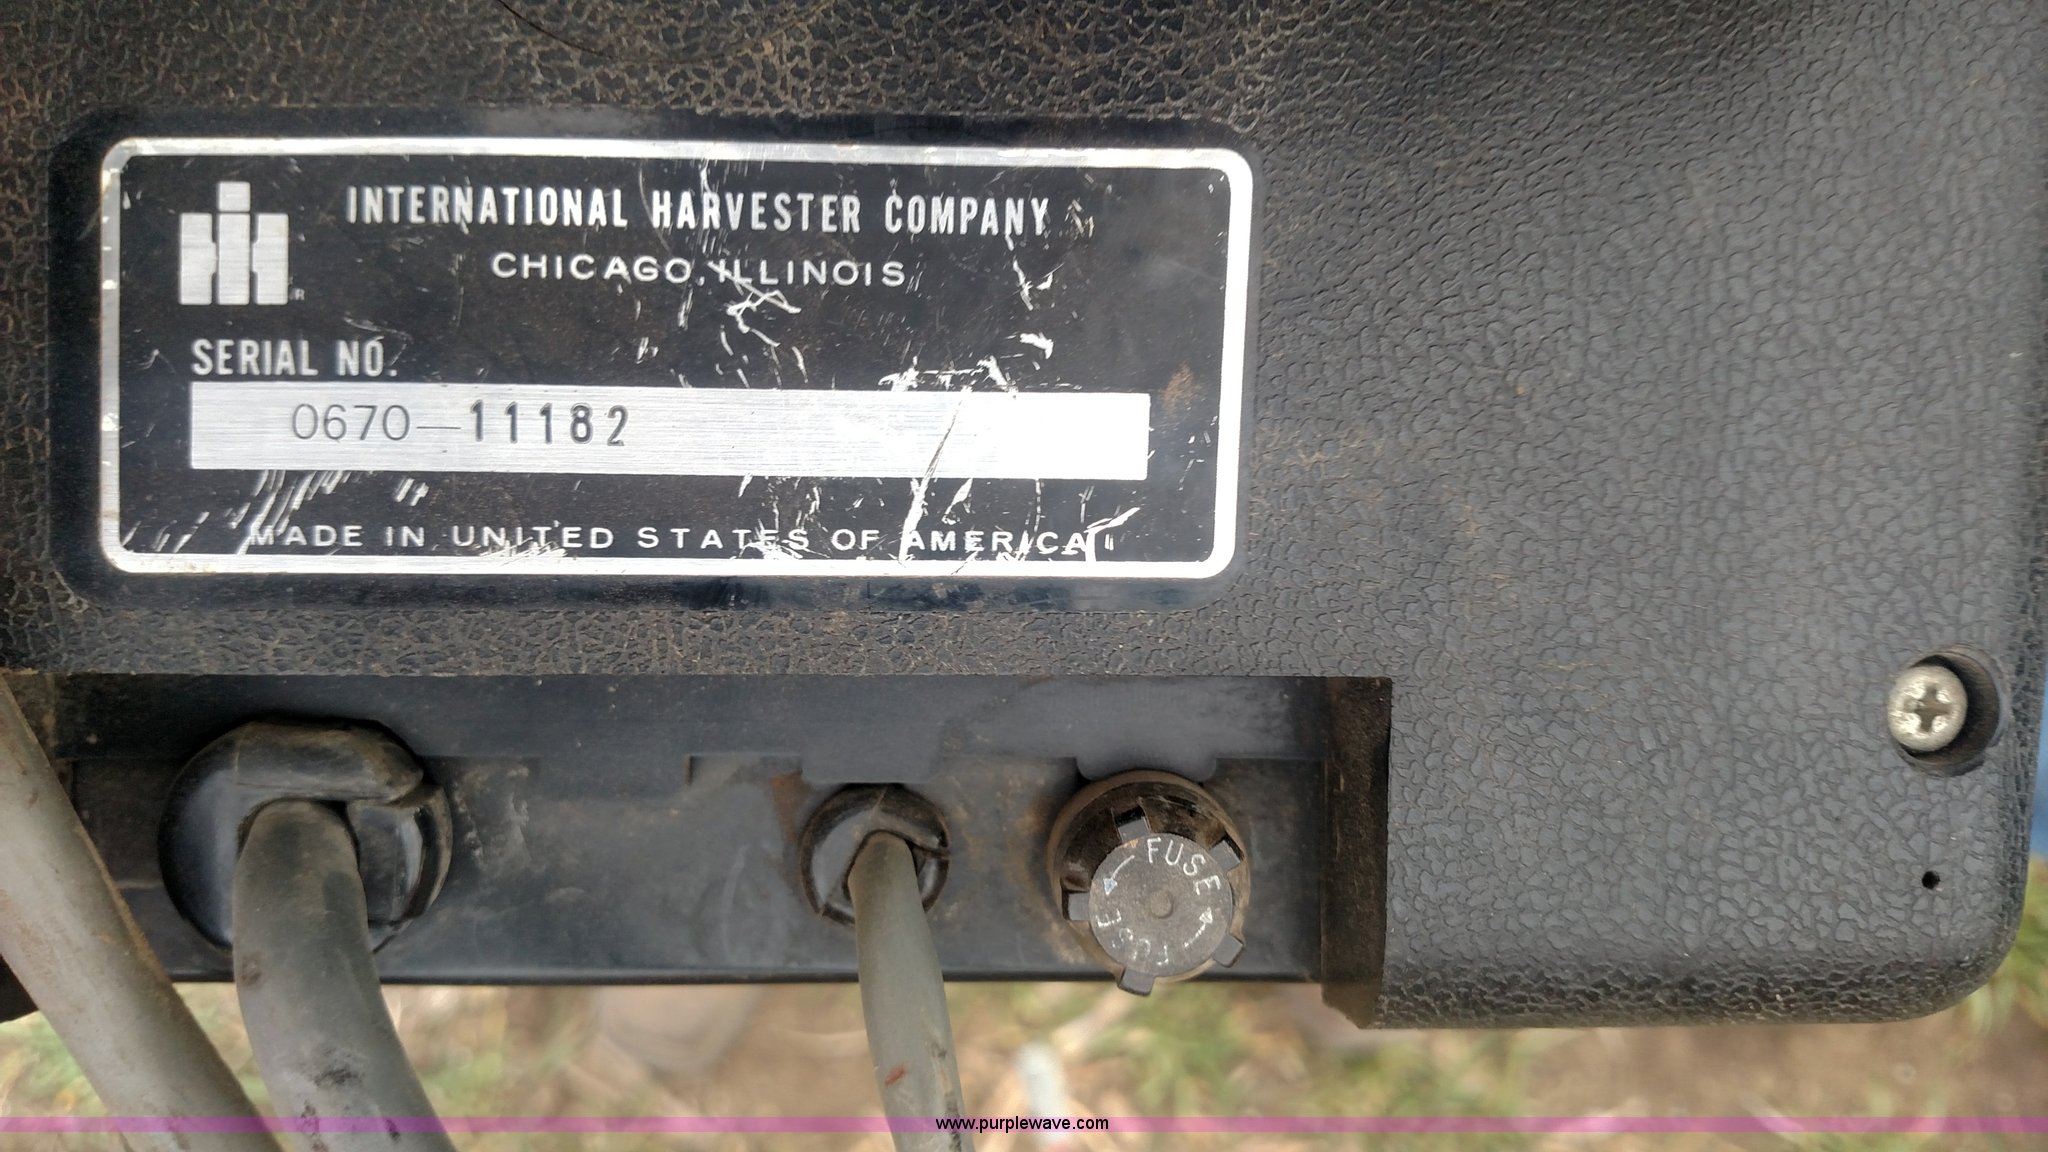 INTERNATIONAL HARVESTER COMPANY
CHICAGO, ILLINOIS
SERIAL NO.
0670-11182
MADE IN UNITED STATES OF AMERICA
FUSE
FUSE
www.purplewave.com